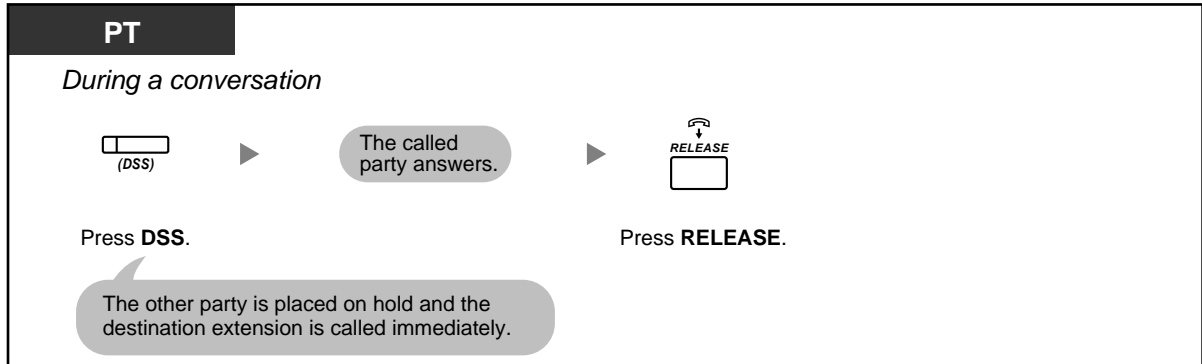 PT
During a conversation
(DSS)
The called
party answers.
RELEASE
Press DSS.
Press RELEASE.
The other party is placed on hold and the
destination extension is called immediately.